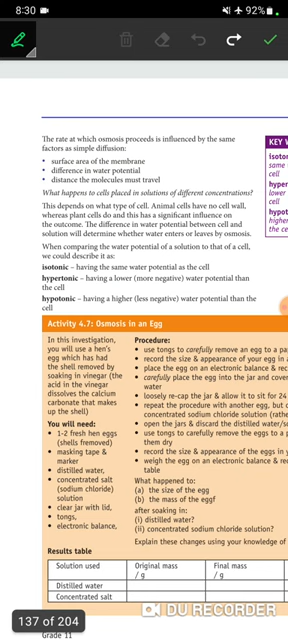 8:30
92%
The rate at which osmosis proceeds is influenced by the same
factors as simple diffusion:
• surface area of the membrane
• difference in water potential
• distance the molecules must travel
What happens to cells placed in solutions of different concentrations?
This depends on what type of cell. Animal cells have no cell wall,
whereas plant cells do and this has a significant influence on
the outcome. The difference in water potential between cell and
solution will determine whether water enters or leaves by osmosis.
When comparing the water potential of a solution to that of a cell, we
could describe it as:
isotonic – having the same water potential as the cell
hypertonic – having a lower (more negative) water potential than
the cell
hypotonic – having a higher (less negative) water potential than the
cell
KEY W
isoton
same
cell
hyper
lower
cell
hypot
higher
the ce
Activity 4.7: Osmosis in an Egg
In this investigation,
you will use a hen's
egg which has had
the shell removed by
soaking in vinegar (the
acid in the vinegar
dissolves the calcium
carbonate that makes
up the shell)
You will need:
• 1-2 fresh hen eggs
(shells fremoved)
• masking tape &
marker
• distilled water,
• concentrated salt
(sodium chloride)
solution
• clear jar with lid,
• tongs,
• electronic balance,
Procedure:
• use tongs to carefully remove an egg to a pa
• record the size & appearance of your egg in
• place the egg on an electronic balance & rec
• carefully place the egg into the jar and cover
water
• loosely re-cap the jar & allow it to sit for 24
• repeat the procedure with another egg, but
concentrated sodium chloride solution (rathe
• open the jars & discard the distilled water/s
• use tongs to carefully remove the eggs to a p
them dry
• record the size & appearance of the eggs in y
• weigh the egg on an electronic balance & re
table
What happened to:
(a) the size of the egg
(b) the mass of the eggf
after soaking in:
(i) distilled water?
(ii) concentrated sodium chloride solution?
Explain these changes using your knowledge of
Results table
Solution used Original mass / g Final mass / g
Distilled water
Concentrated salt
137 of 204
DU RECORDER
Grade 11